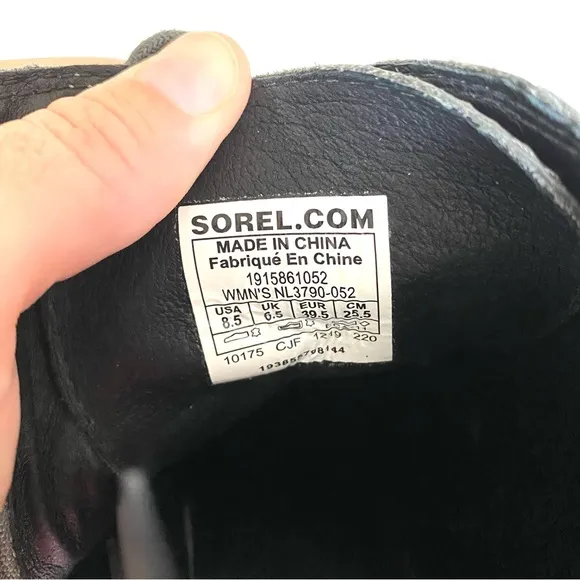 SOREL.COM
MADE IN CHINA
Fabriqué En Chine
1915861052
WMN'S NL3790-052
USA UK EUR CM
8.5 6.5 39.5 25.5
10175 CJF 1219 220